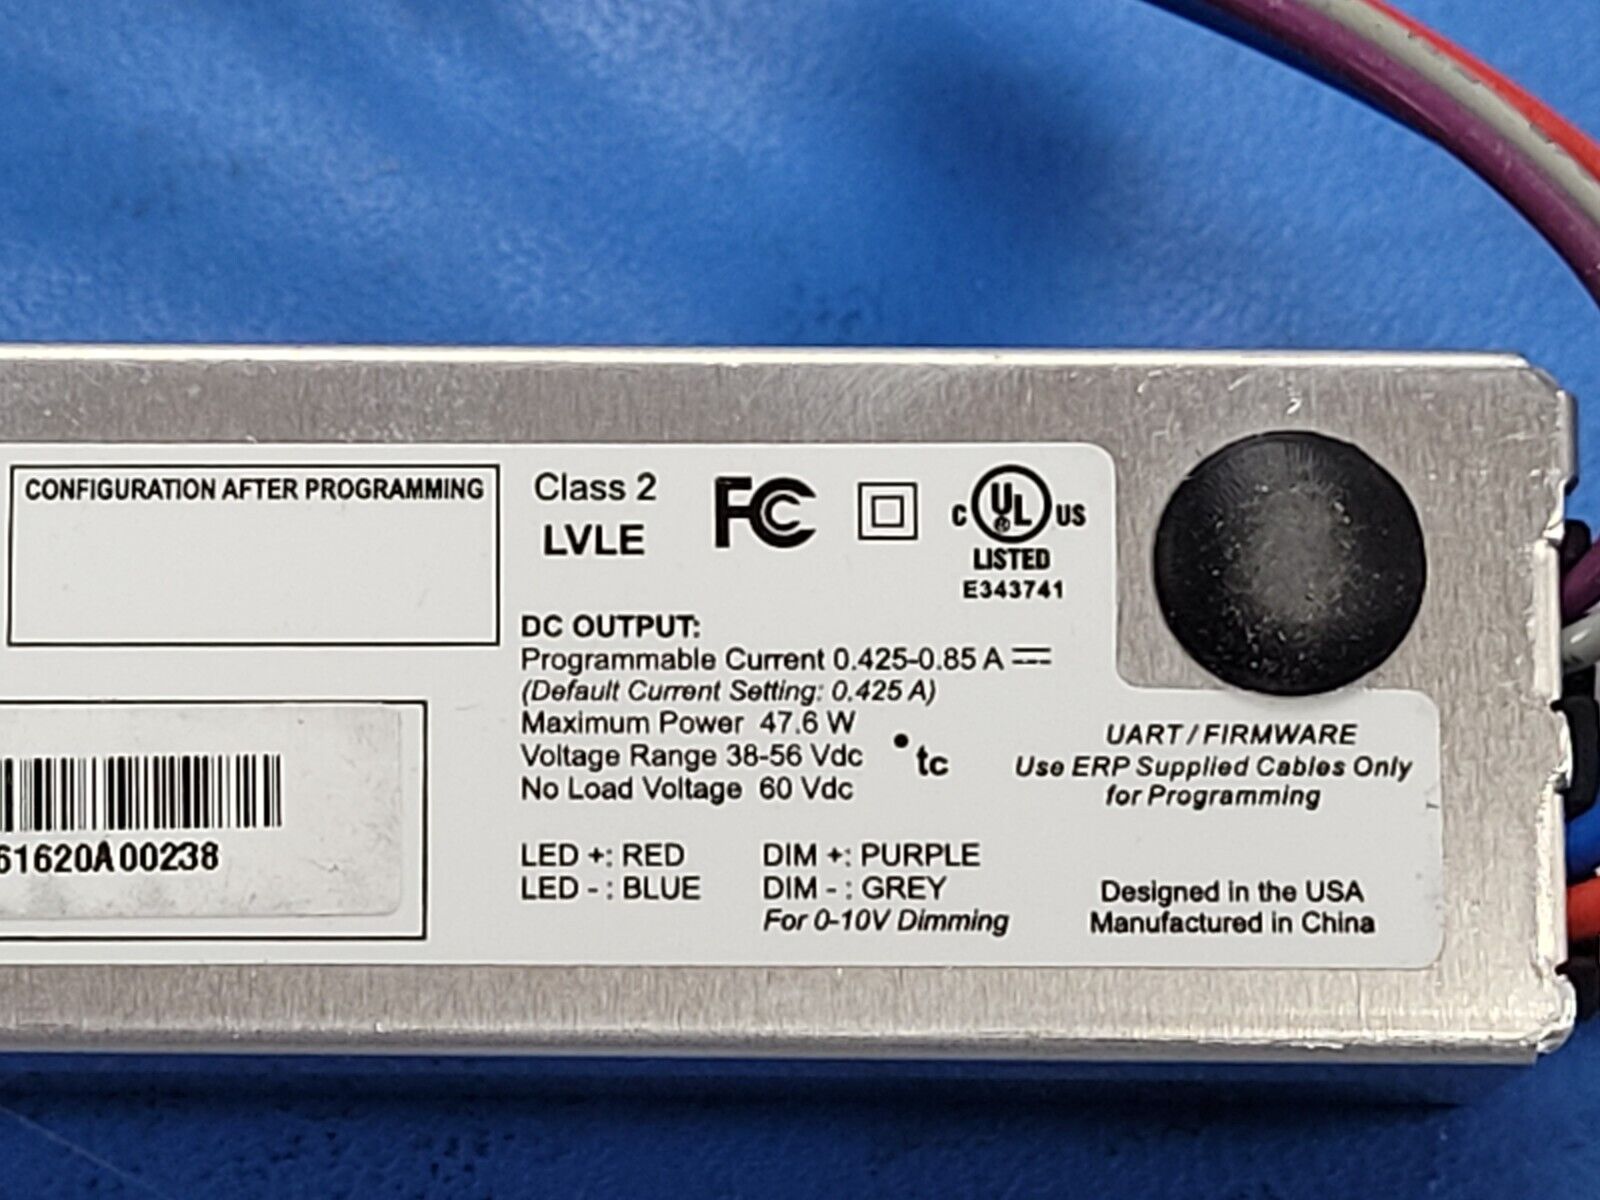 CONFIGURATION AFTER PROGRAMMING
Class 2
LVLE
FC
C UL US
®
LISTED
E343741
DC OUTPUT:
Programmable Current 0.425-0.85 A
(Default Current Setting: 0.425 A)
Maximum Power 47.6 W
Voltage Range 38-56 Vdc
No Load Voltage 60 Vdc
tc
UART / FIRMWARE
Use ERP Supplied Cables Only
for Programming
61620A00238
LED +: RED
LED - : BLUE
DIM +: PURPLE
DIM - : GREY
For 0-10V Dimming
Designed in the USA
Manufactured in China